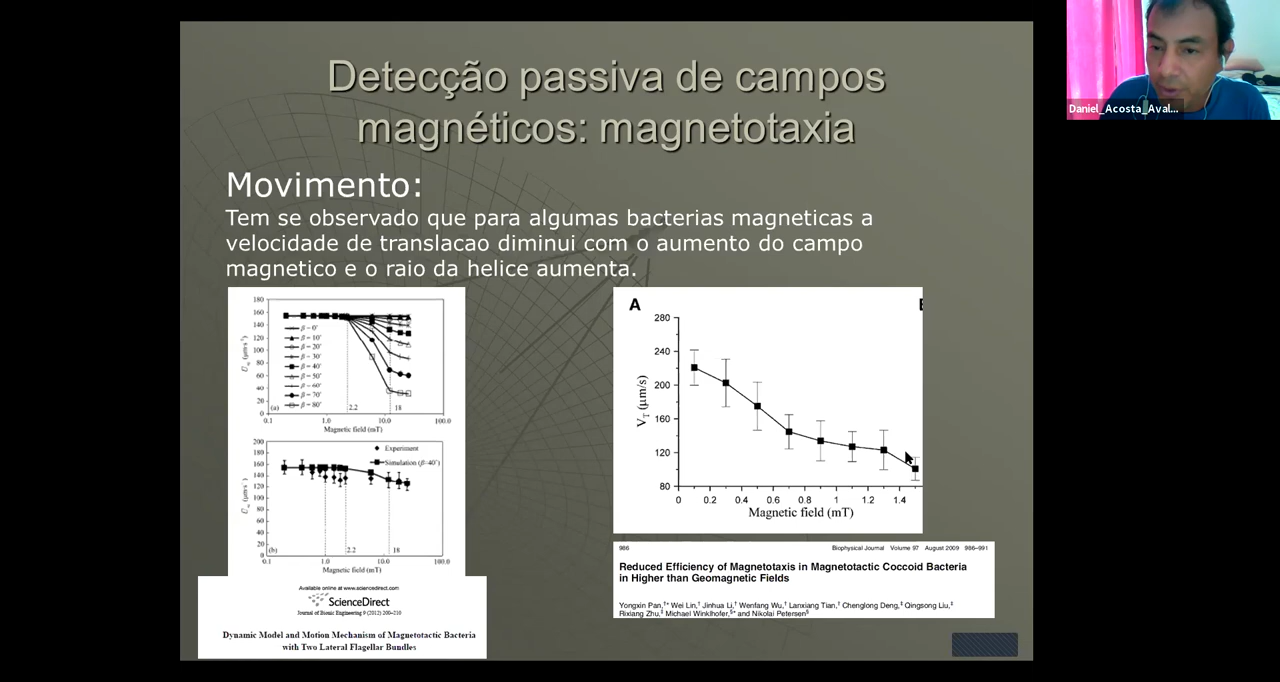 Detecção passiva de campos
magnéticos: magnetotaxia
Daniel_Acosta_Aval...
Movimento:
Tem se observado que para algumas bacterias magneticas a
velocidade de translacao diminui com o aumento do campo
magnetico e o raio da helice aumenta.
180
160
140
120
100
80
60
40
20
0
β = 0°
β = 10°
β = 20°
β = 30°
β = 40°
β = 50°
β = 60°
β = 70°
β = 80°
(a)
2.2
18
0.1 1.0 10.0 100.0
Magnetic field (mT)
200
180
160
140
120
100
80
60
40
20
0
Experiment
Simulation (β=40°)
(b)
2.2
18
0.1 1.0 10.0 100.0
Magnetic field (mT)
Available online at www.sciencedirect.com
ScienceDirect
Journal of Bionic Engineering 9 (2012) 200–210
Dynamic Model and Motion Mechanism of Magnetotactic Bacteria
with Two Lateral Flagellar Bundles
A
280
240
200
160
120
80
V_T (µm/s)
0 0.2 0.4 0.6 0.8 1 1.2 1.4
Magnetic field (mT)
986 Biophysical Journal Volume 97 August 2009 986–991
Reduced Efficiency of Magnetotaxis in Magnetotactic Coccoid Bacteria
in Higher than Geomagnetic Fields
Yongxin Pan,†* Wei Lin,† Jinhua Li,† Wenfang Wu,† Lanxiang Tian,† Chenglong Deng,† Qingsong Liu,†
Rixiang Zhu,† Michael Winklhofer,§* and Nikolai Petersen§